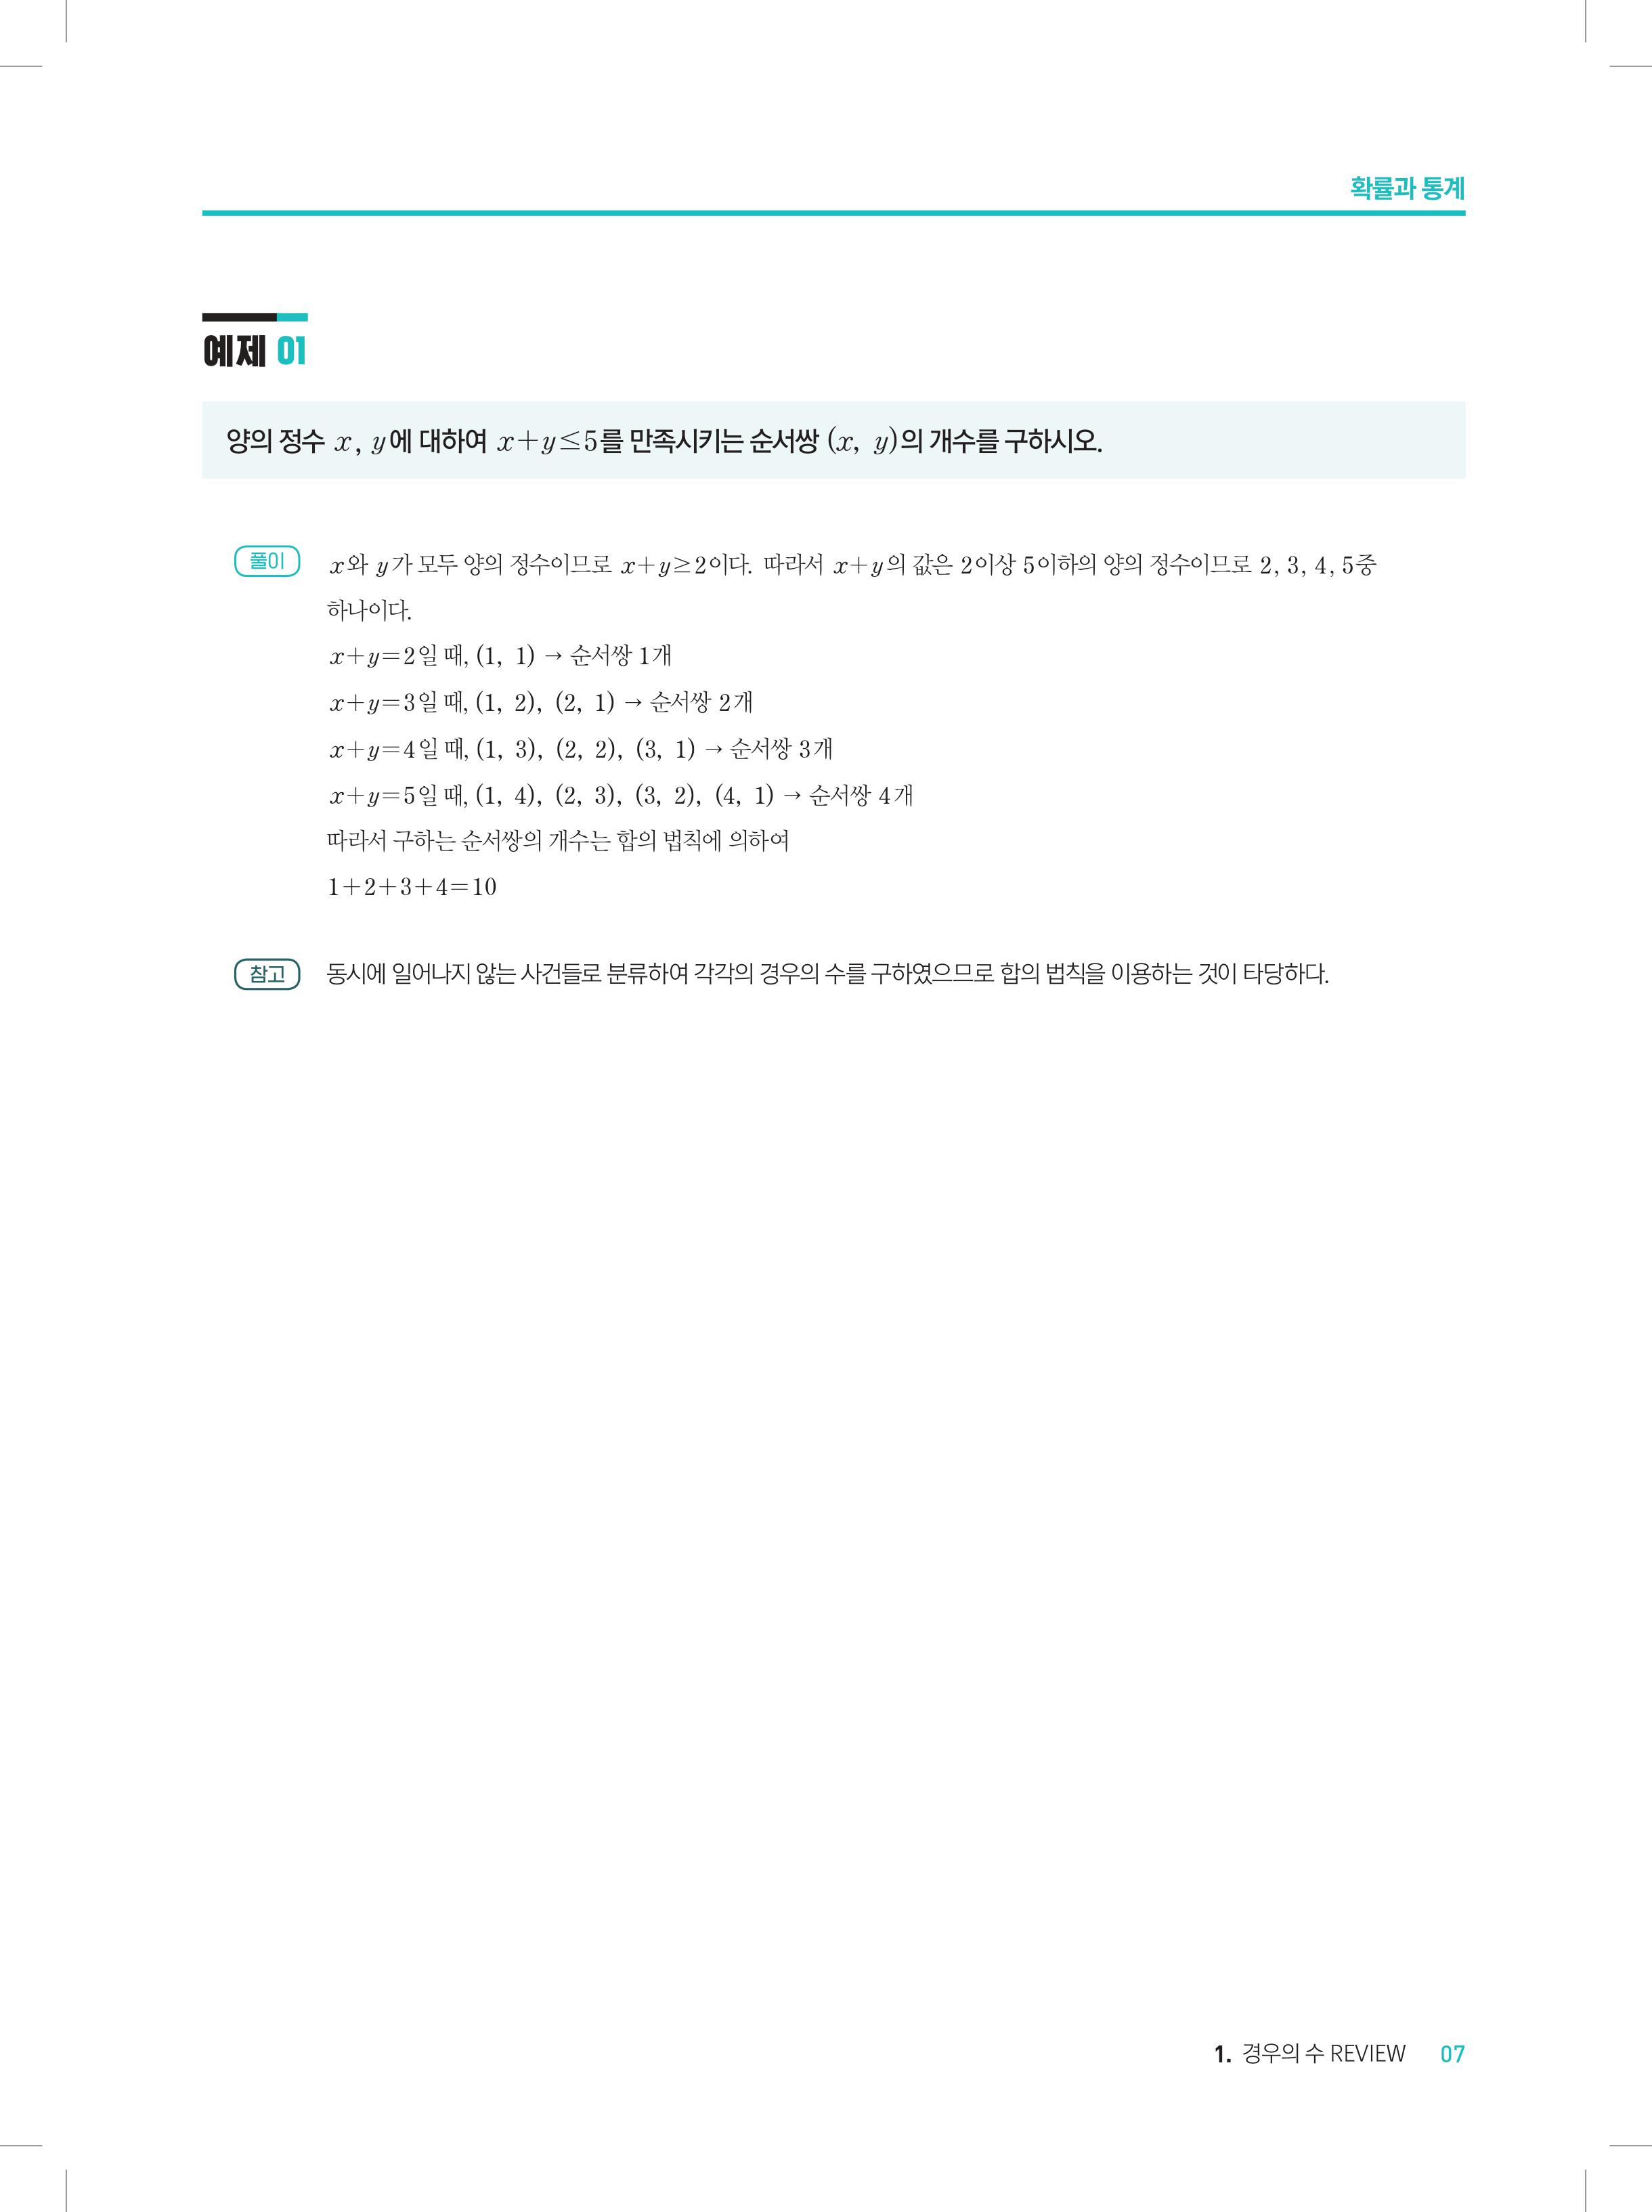 확률과 통계
예제 01
양의 정수 x, y에 대하여 x+y≤5를 만족시키는 순서쌍 (x, y)의 개수를 구하시오.
풀이 x와 y가 모두 양의 정수이므로 x+y≥2이다. 따라서 x+y의 값은 2이상 5이하의 양의 정수이므로 2, 3, 4, 5중
하나이다.
x+y=2일 때, (1, 1) → 순서쌍 1개
x+y=3일 때, (1, 2), (2, 1) → 순서쌍 2개
x+y=4일 때, (1, 3), (2, 2), (3, 1) → 순서쌍 3개
x+y=5일 때, (1, 4), (2, 3), (3, 2), (4, 1) → 순서쌍 4개
따라서 구하는 순서쌍의 개수는 합의 법칙에 의하여
1+2+3+4=10
참고 동시에 일어나지 않는 사건들로 분류하여 각각의 경우의 수를 구하였으므로 합의 법칙을 이용하는 것이 타당하다.
1. 경우의 수 REVIEW 07